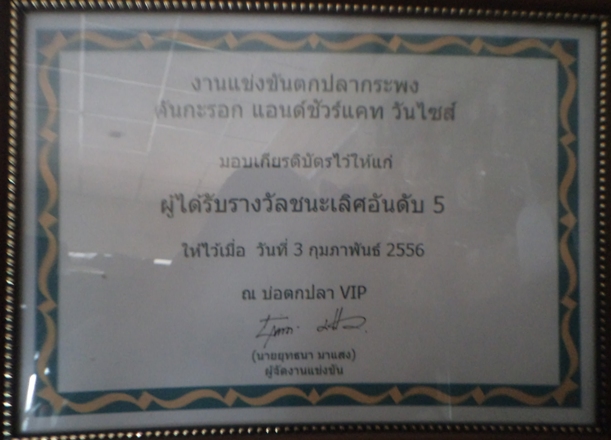 งานแข่งขันตกปลากระพง
คันกะรอก แอนด์ชัวร์แคท วันไซส์
มอบเกียรติบัตรไว้ให้แก่
ผู้ได้รับรางวัลชนะเลิศอันดับ 5
ให้ไว้เมื่อ วันที่ 3 กุมภาพันธ์ 2556
ณ บ่อตกปลา VIP
(นายยุทธนา มาแสง)
ผู้จัดงานแข่งขัน